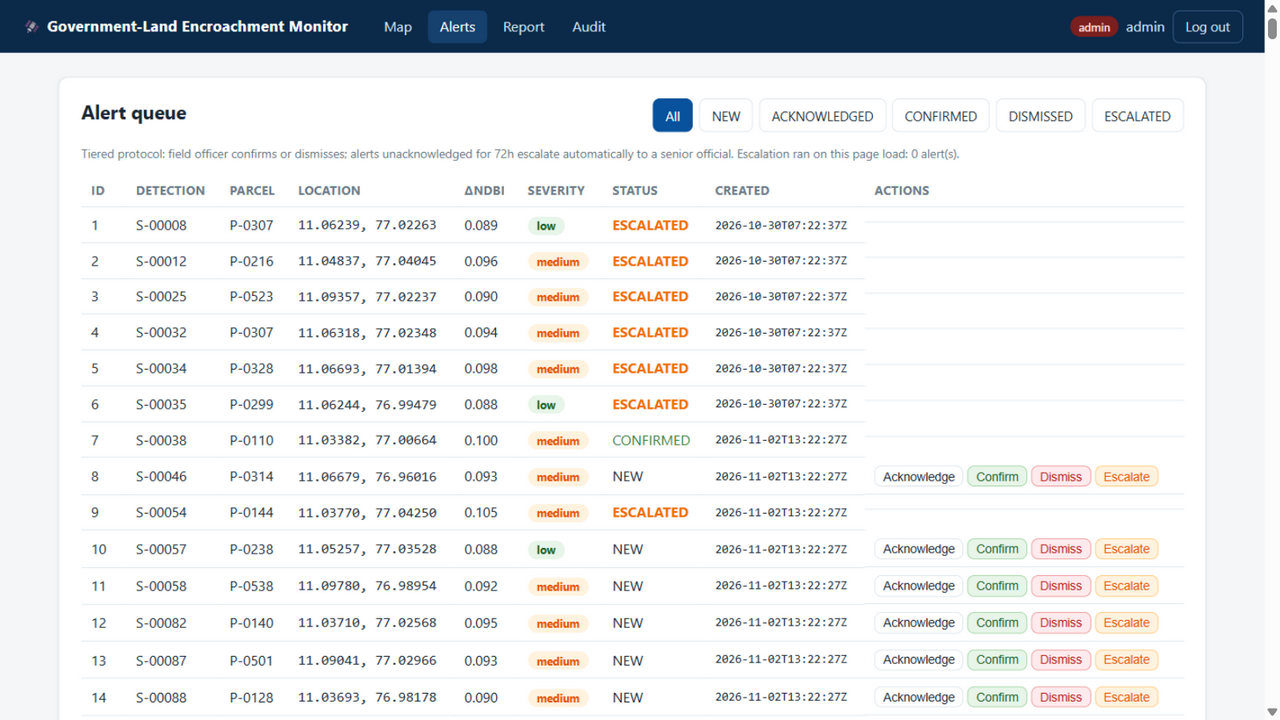 Government-Land Encroachment Monitor Map Alerts Report Audit admin admin Log out
Alert queue All NEW ACKNOWLEDGED CONFIRMED DISMISSED ESCALATED
Tiered protocol: field officer confirms or dismisses; alerts unacknowledged for 72h escalate automatically to a senior official. Escalation ran on this page load: 0 alert(s).
ID DETECTION PARCEL LOCATION ΔNDBI SEVERITY STATUS CREATED ACTIONS
1 S-00008 P-0307 11.06239, 77.02263 0.089 low ESCALATED 2026-10-30T07:22:37Z
2 S-00012 P-0216 11.04837, 77.04045 0.096 medium ESCALATED 2026-10-30T07:22:37Z
3 S-00025 P-0523 11.09357, 77.02237 0.090 medium ESCALATED 2026-10-30T07:22:37Z
4 S-00032 P-0307 11.06318, 77.02348 0.094 medium ESCALATED 2026-10-30T07:22:37Z
5 S-00034 P-0328 11.06693, 77.01394 0.098 medium ESCALATED 2026-10-30T07:22:37Z
6 S-00035 P-0299 11.06244, 76.99479 0.088 low ESCALATED 2026-10-30T07:22:37Z
7 S-00038 P-0110 11.03382, 77.00664 0.100 medium CONFIRMED 2026-11-02T13:22:27Z
8 S-00046 P-0314 11.06679, 76.96016 0.093 medium NEW 2026-11-02T13:22:27Z Acknowledge Confirm Dismiss Escalate
9 S-00054 P-0144 11.03770, 77.04250 0.105 medium ESCALATED 2026-11-02T13:22:27Z
10 S-00057 P-0238 11.05257, 77.03528 0.088 low NEW 2026-11-02T13:22:27Z Acknowledge Confirm Dismiss Escalate
11 S-00058 P-0538 11.09780, 76.98954 0.092 medium NEW 2026-11-02T13:22:27Z Acknowledge Confirm Dismiss Escalate
12 S-00082 P-0140 11.03710, 77.02568 0.095 medium NEW 2026-11-02T13:22:27Z Acknowledge Confirm Dismiss Escalate
13 S-00087 P-0501 11.09041, 77.02966 0.093 medium NEW 2026-11-02T13:22:27Z Acknowledge Confirm Dismiss Escalate
14 S-00088 P-0128 11.03693, 76.98178 0.090 medium NEW 2026-11-02T13:22:27Z Acknowledge Confirm Dismiss Escalate